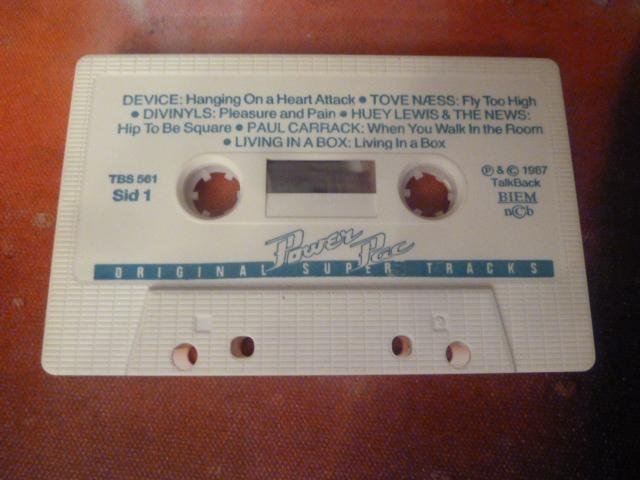 DEVICE: Hanging On a Heart Attack • TOVE NÆSS: Fly Too High
• DIVINYLS: Pleasure and Pain • HUEY LEWIS & THE NEWS:
Hip To Be Square • PAUL CARRACK: When You Walk In the Room
• LIVING IN A BOX: Living In a Box
TBS 561
Sid 1
℗ & © 1987
TalkBack
BIEM
n©b
Power Pac
ORIGINAL SUPER TRACKS